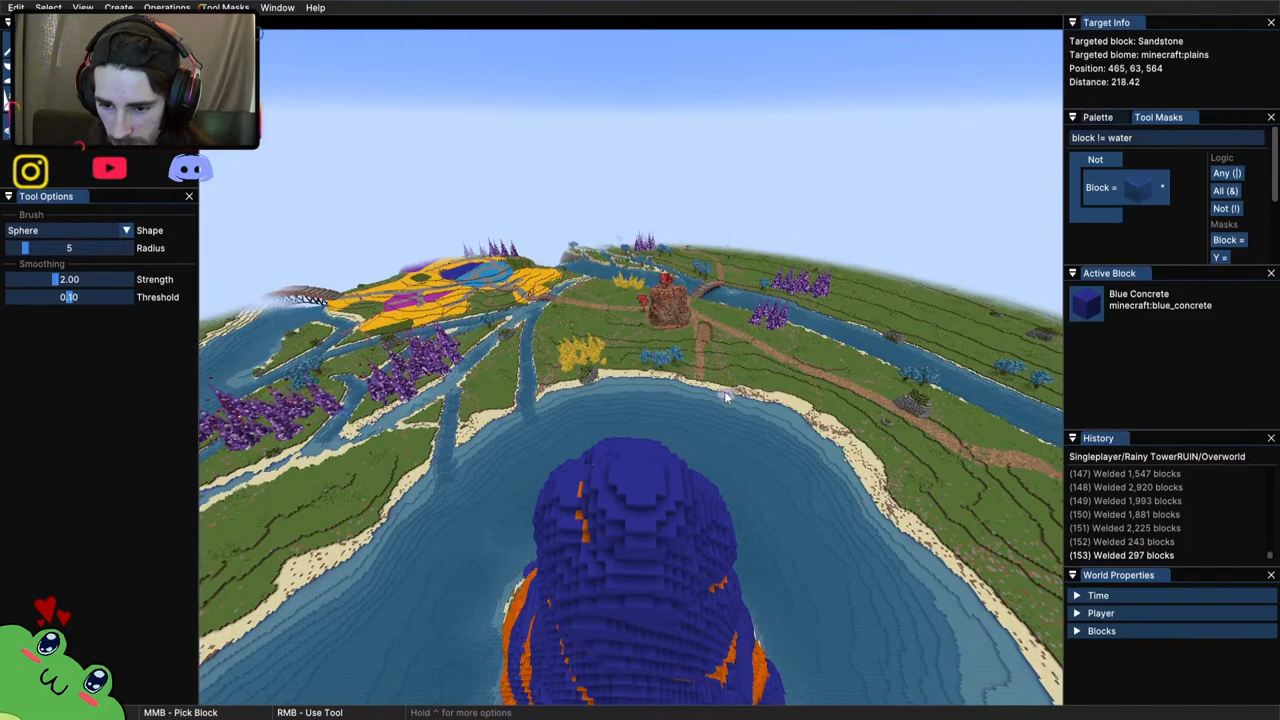 Edit Select View Create Operations Tool Masks Window Help
Tool Options
Brush
Sphere Shape
5 Radius
Smoothing
2.00 Strength
0.10 Threshold
Target Info
Targeted block: Sandstone
Targeted biome: minecraft:plains
Position: 465, 63, 564
Distance: 218.42
Palette Tool Masks
block != water
Not
Block = *
Logic
Any (|)
All (&)
Not (!)
Masks
Block =
Y =
Active Block
Blue Concrete
minecraft:blue_concrete
History
Singleplayer/Rainy TowerRUIN/Overworld
(147) Welded 1,547 blocks
(148) Welded 2,920 blocks
(149) Welded 1,993 blocks
(150) Welded 1,881 blocks
(151) Welded 2,225 blocks
(152) Welded 243 blocks
(153) Welded 297 blocks
World Properties
Time
Player
Blocks
MMB - Pick Block RMB - Use Tool Hold ^ for more options